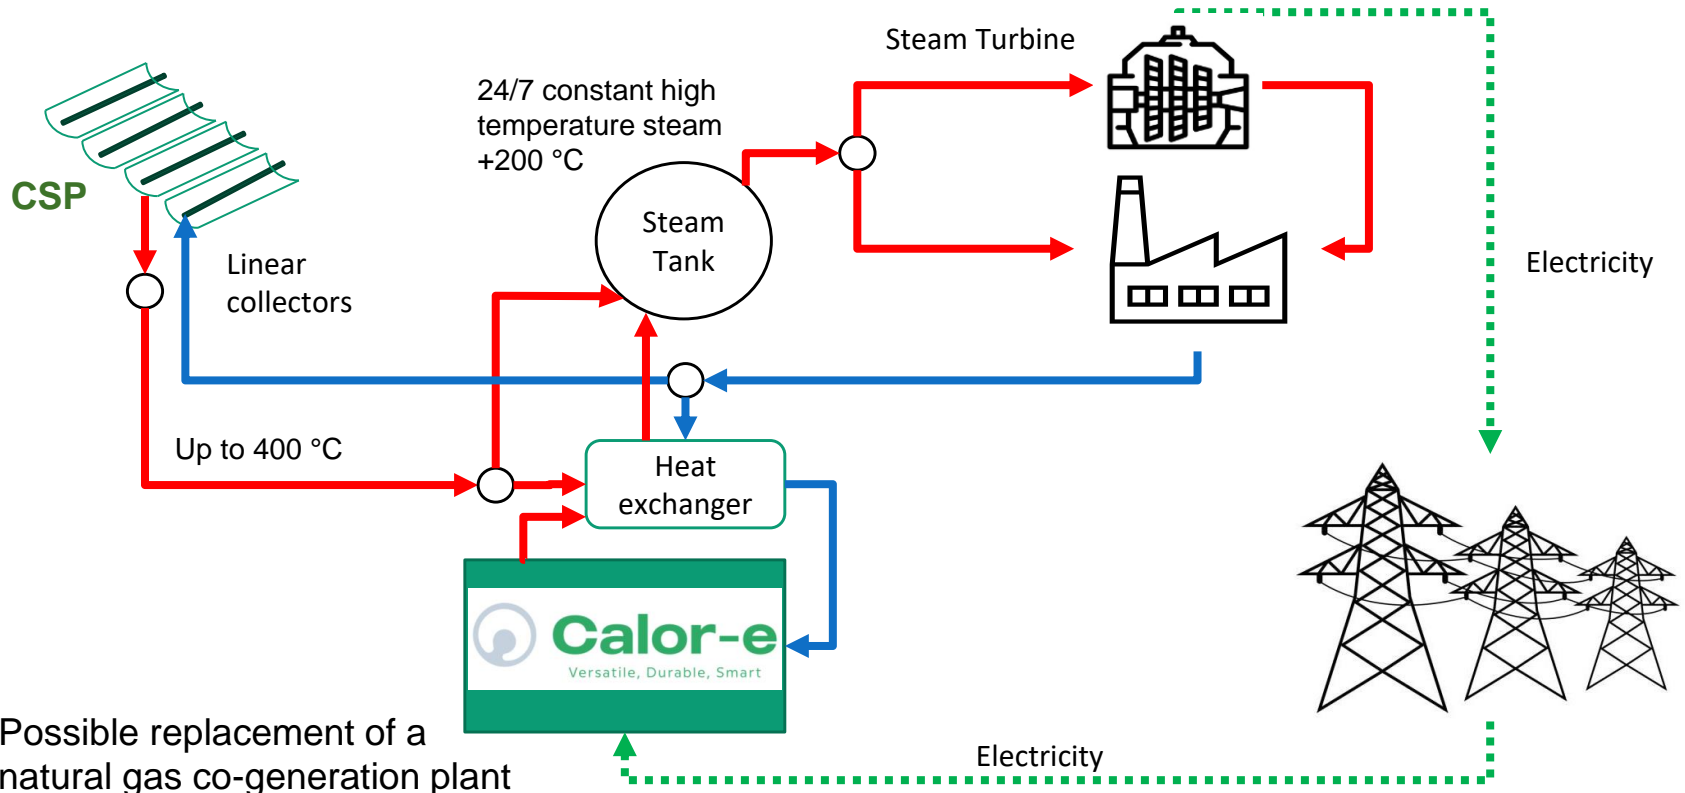 Steam Turbine
24/7 constant high
temperature steam
+200 °C
CSP
Steam
Tank
Linear
collectors
Electricity
Up to 400 °C
Heat
exchanger
Calor-e
Versatile, Durable, Smart
Possible replacement of a
natural gas co-generation plant
Electricity